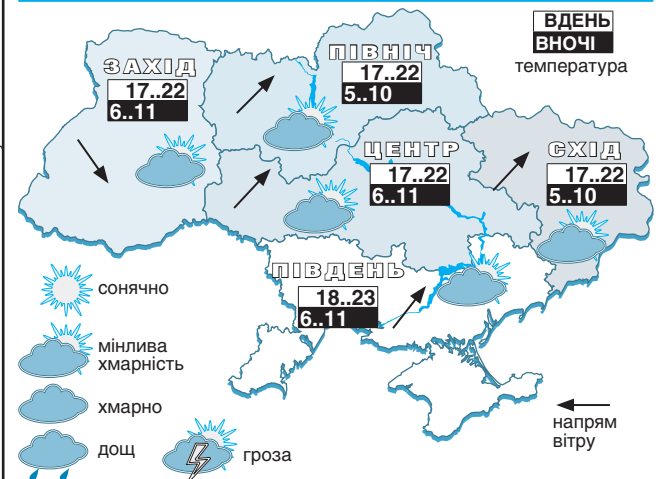 ВДЕНЬ
ВНОЧІ
температура
ПІВНІЧ
17..22
5..10
ЗАХІД
17..22
6..11
ЦЕНТР
17..22
6..11
СХІД
17..22
5..10
ПІВДЕНЬ
18..23
6..11
сонячно
мінлива
хмарність
хмарно
дощ
гроза
напрям
вітру